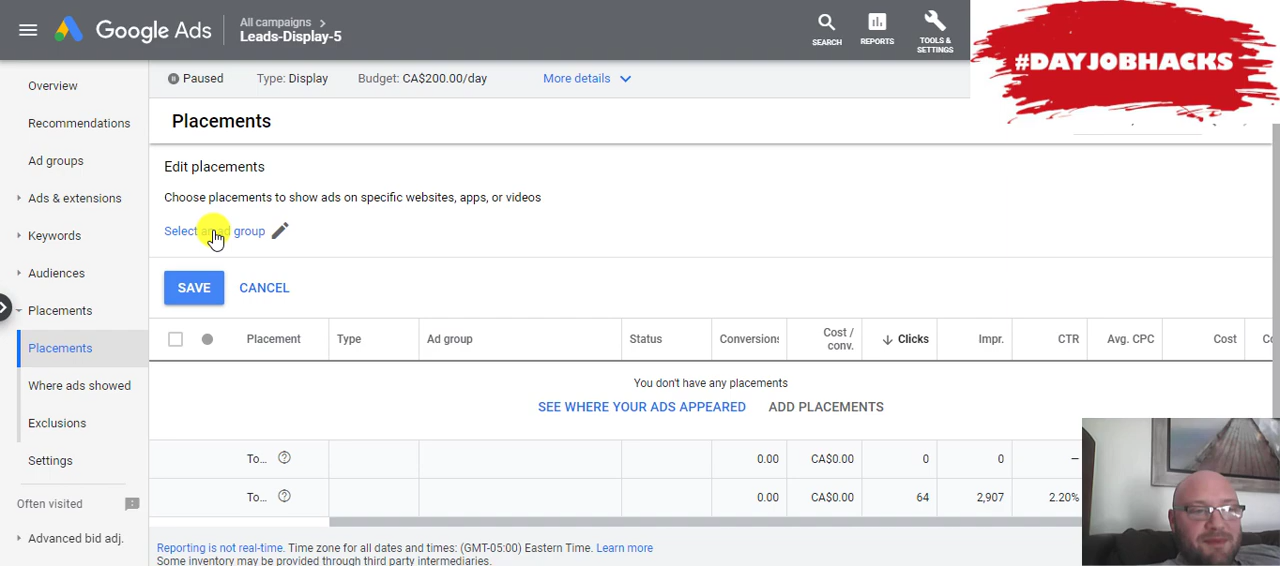 Google Ads
All campaigns
Leads-Display-5
SEARCH
REPORTS
TOOLS &
SETTINGS
#DAYJOBHACKS
Paused
Type: Display
Budget: CA$200.00/day
More details
Overview
Recommendations
Ad groups
Ads & extensions
Keywords
Audiences
Placements
Placements
Where ads showed
Exclusions
Settings
Often visited
Advanced bid adj.
Placements
Edit placements
Choose placements to show ads on specific websites, apps, or videos
Select an ad group
SAVE
CANCEL
Placement
Type
Ad group
Status
Conversions
Cost /
conv.
Clicks
Impr.
CTR
Avg. CPC
Cost
You don't have any placements
SEE WHERE YOUR ADS APPEARED
ADD PLACEMENTS
To... 0.00 CA$0.00 0 0 —
To... 0.00 CA$0.00 64 2,907 2.20%
Reporting is not real-time. Time zone for all dates and times: (GMT-05:00) Eastern Time. Learn more
Some inventory may be provided through third party intermediaries.